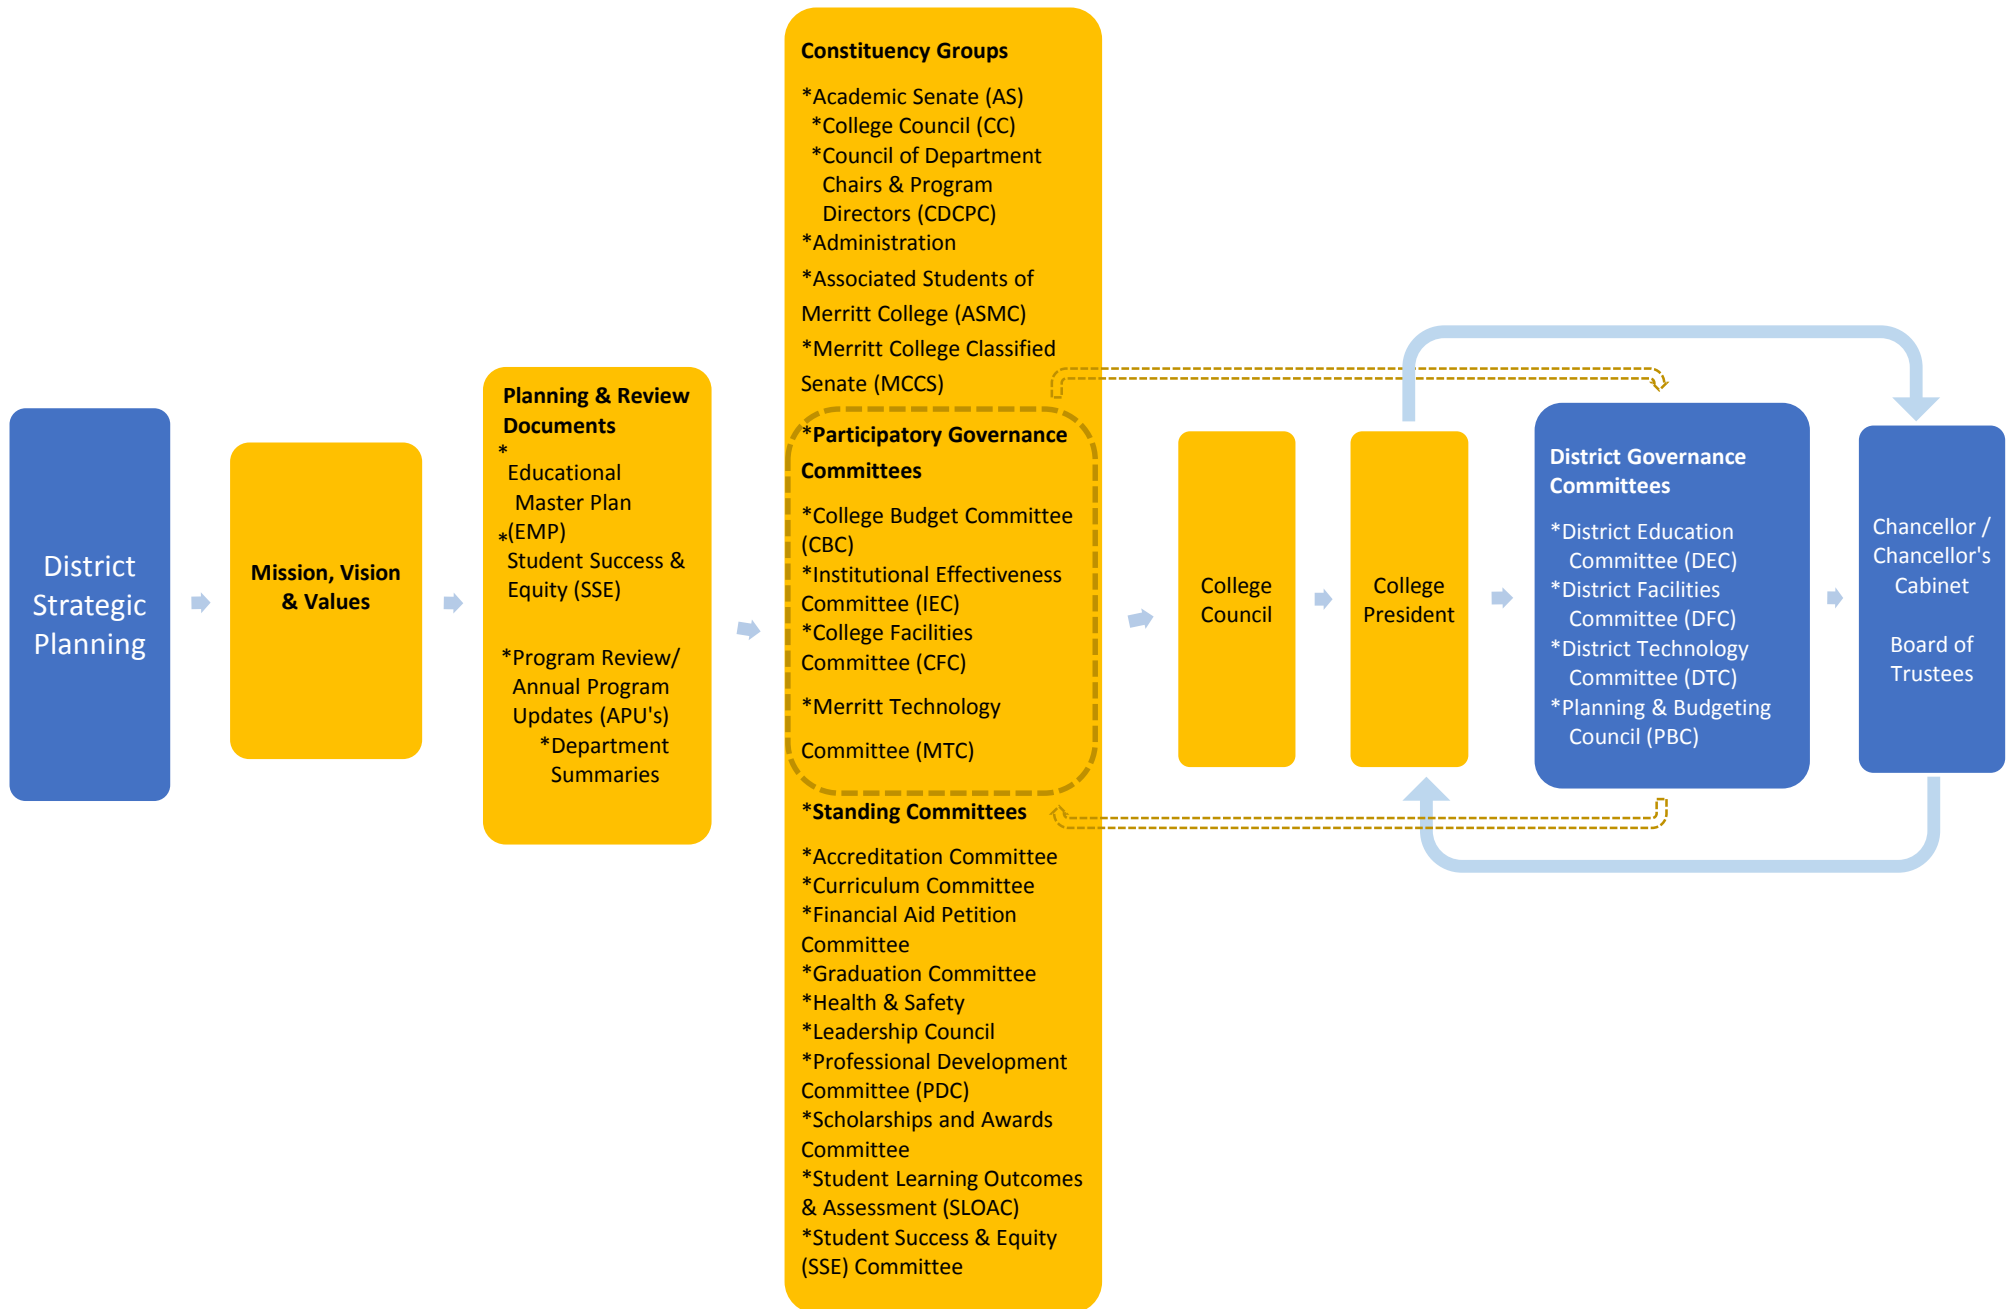 District
Strategic
Planning
Mission, Vision
& Values
Planning & Review
Documents
*
Educational
Master Plan
*(EMP)
Student Success &
Equity (SSE)
*Program Review/
Annual Program
Updates (APU's)
*Department
Summaries
Constituency Groups
*Academic Senate (AS)
*College Council (CC)
*Council of Department
Chairs & Program
Directors (CDCPC)
*Administration
*Associated Students of
Merritt College (ASMC)
*Merritt College Classified
Senate (MCCS)
*Participatory Governance
Committees
*College Budget Committee
(CBC)
*Institutional Effectiveness
Committee (IEC)
*College Facilities
Committee (CFC)
*Merritt Technology
Committee (MTC)
*Standing Committees
*Accreditation Committee
*Curriculum Committee
*Financial Aid Petition
Committee
*Graduation Committee
*Health & Safety
*Leadership Council
*Professional Development
Committee (PDC)
*Scholarships and Awards
Committee
*Student Learning Outcomes
& Assessment (SLOAC)
*Student Success & Equity
(SSE) Committee
College
Council
College
President
District Governance
Committees
*District Education
Committee (DEC)
*District Facilities
Committee (DFC)
*District Technology
Committee (DTC)
*Planning & Budgeting
Council (PBC)
Chancellor /
Chancellor's
Cabinet
Board of
Trustees